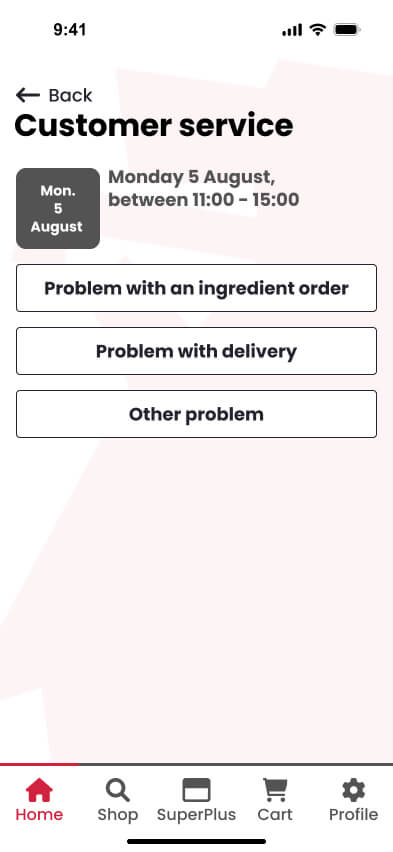 9:41
Back
Customer service
Mon.
5
August
Monday 5 August,
between 11:00 - 15:00
Problem with an ingredient order
Problem with delivery
Other problem
Home
Shop
SuperPlus
Cart
Profile